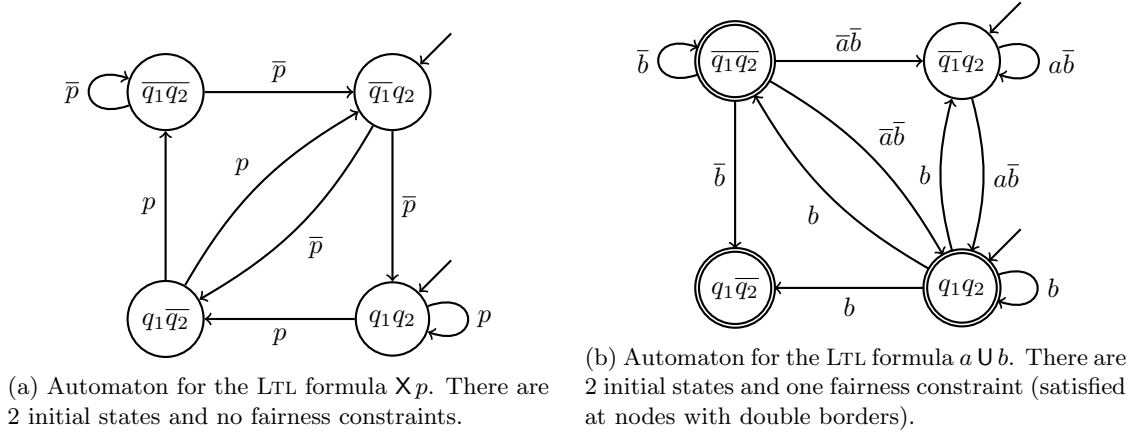 p̅
q̅₁q̅₂
p̅
q̅₁q₂
p
p
p̅
p̅
q₁q̅₂
p
q₁q₂
p
(a) Automaton for the LTL formula X p. There are
2 initial states and no fairness constraints.
b̅
q̅₁q̅₂
a̅b̅
q̅₁q₂
ab̅
b̅
a̅b̅
b
b
ab̅
q₁q̅₂
b
q₁q₂
b
(b) Automaton for the LTL formula a U b. There are
2 initial states and one fairness constraint (satisfied
at nodes with double borders).